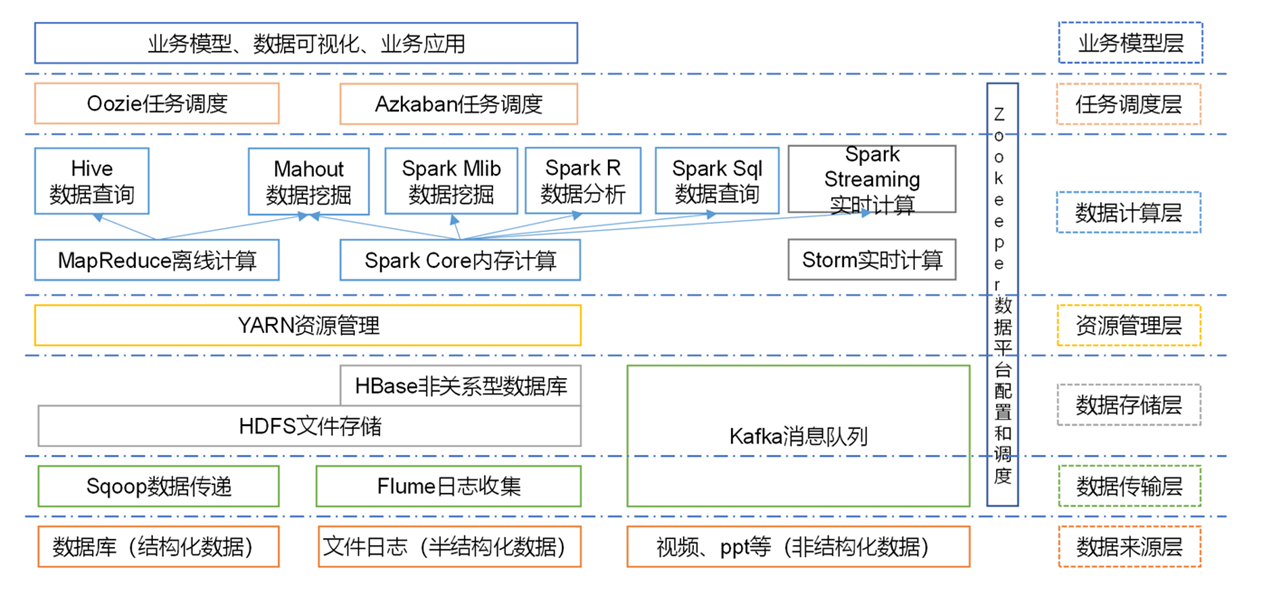 业务模型、数据可视化、业务应用
业务模型层
Oozie任务调度
Azkaban任务调度
任务调度层
Hive
数据查询
Mahout
数据挖掘
Spark Mlib
数据挖掘
Spark R
数据分析
Spark Sql
数据查询
Spark
Streaming
实时计算
数据计算层
MapReduce离线计算
Spark Core内存计算
Storm实时计算
Zookeeper数据平台配置和调度
YARN资源管理
资源管理层
HBase非关系型数据库
HDFS文件存储
Kafka消息队列
数据存储层
Sqoop数据传递
Flume日志收集
数据传输层
数据库（结构化数据）
文件日志（半结构化数据）
视频、ppt等（非结构化数据）
数据来源层